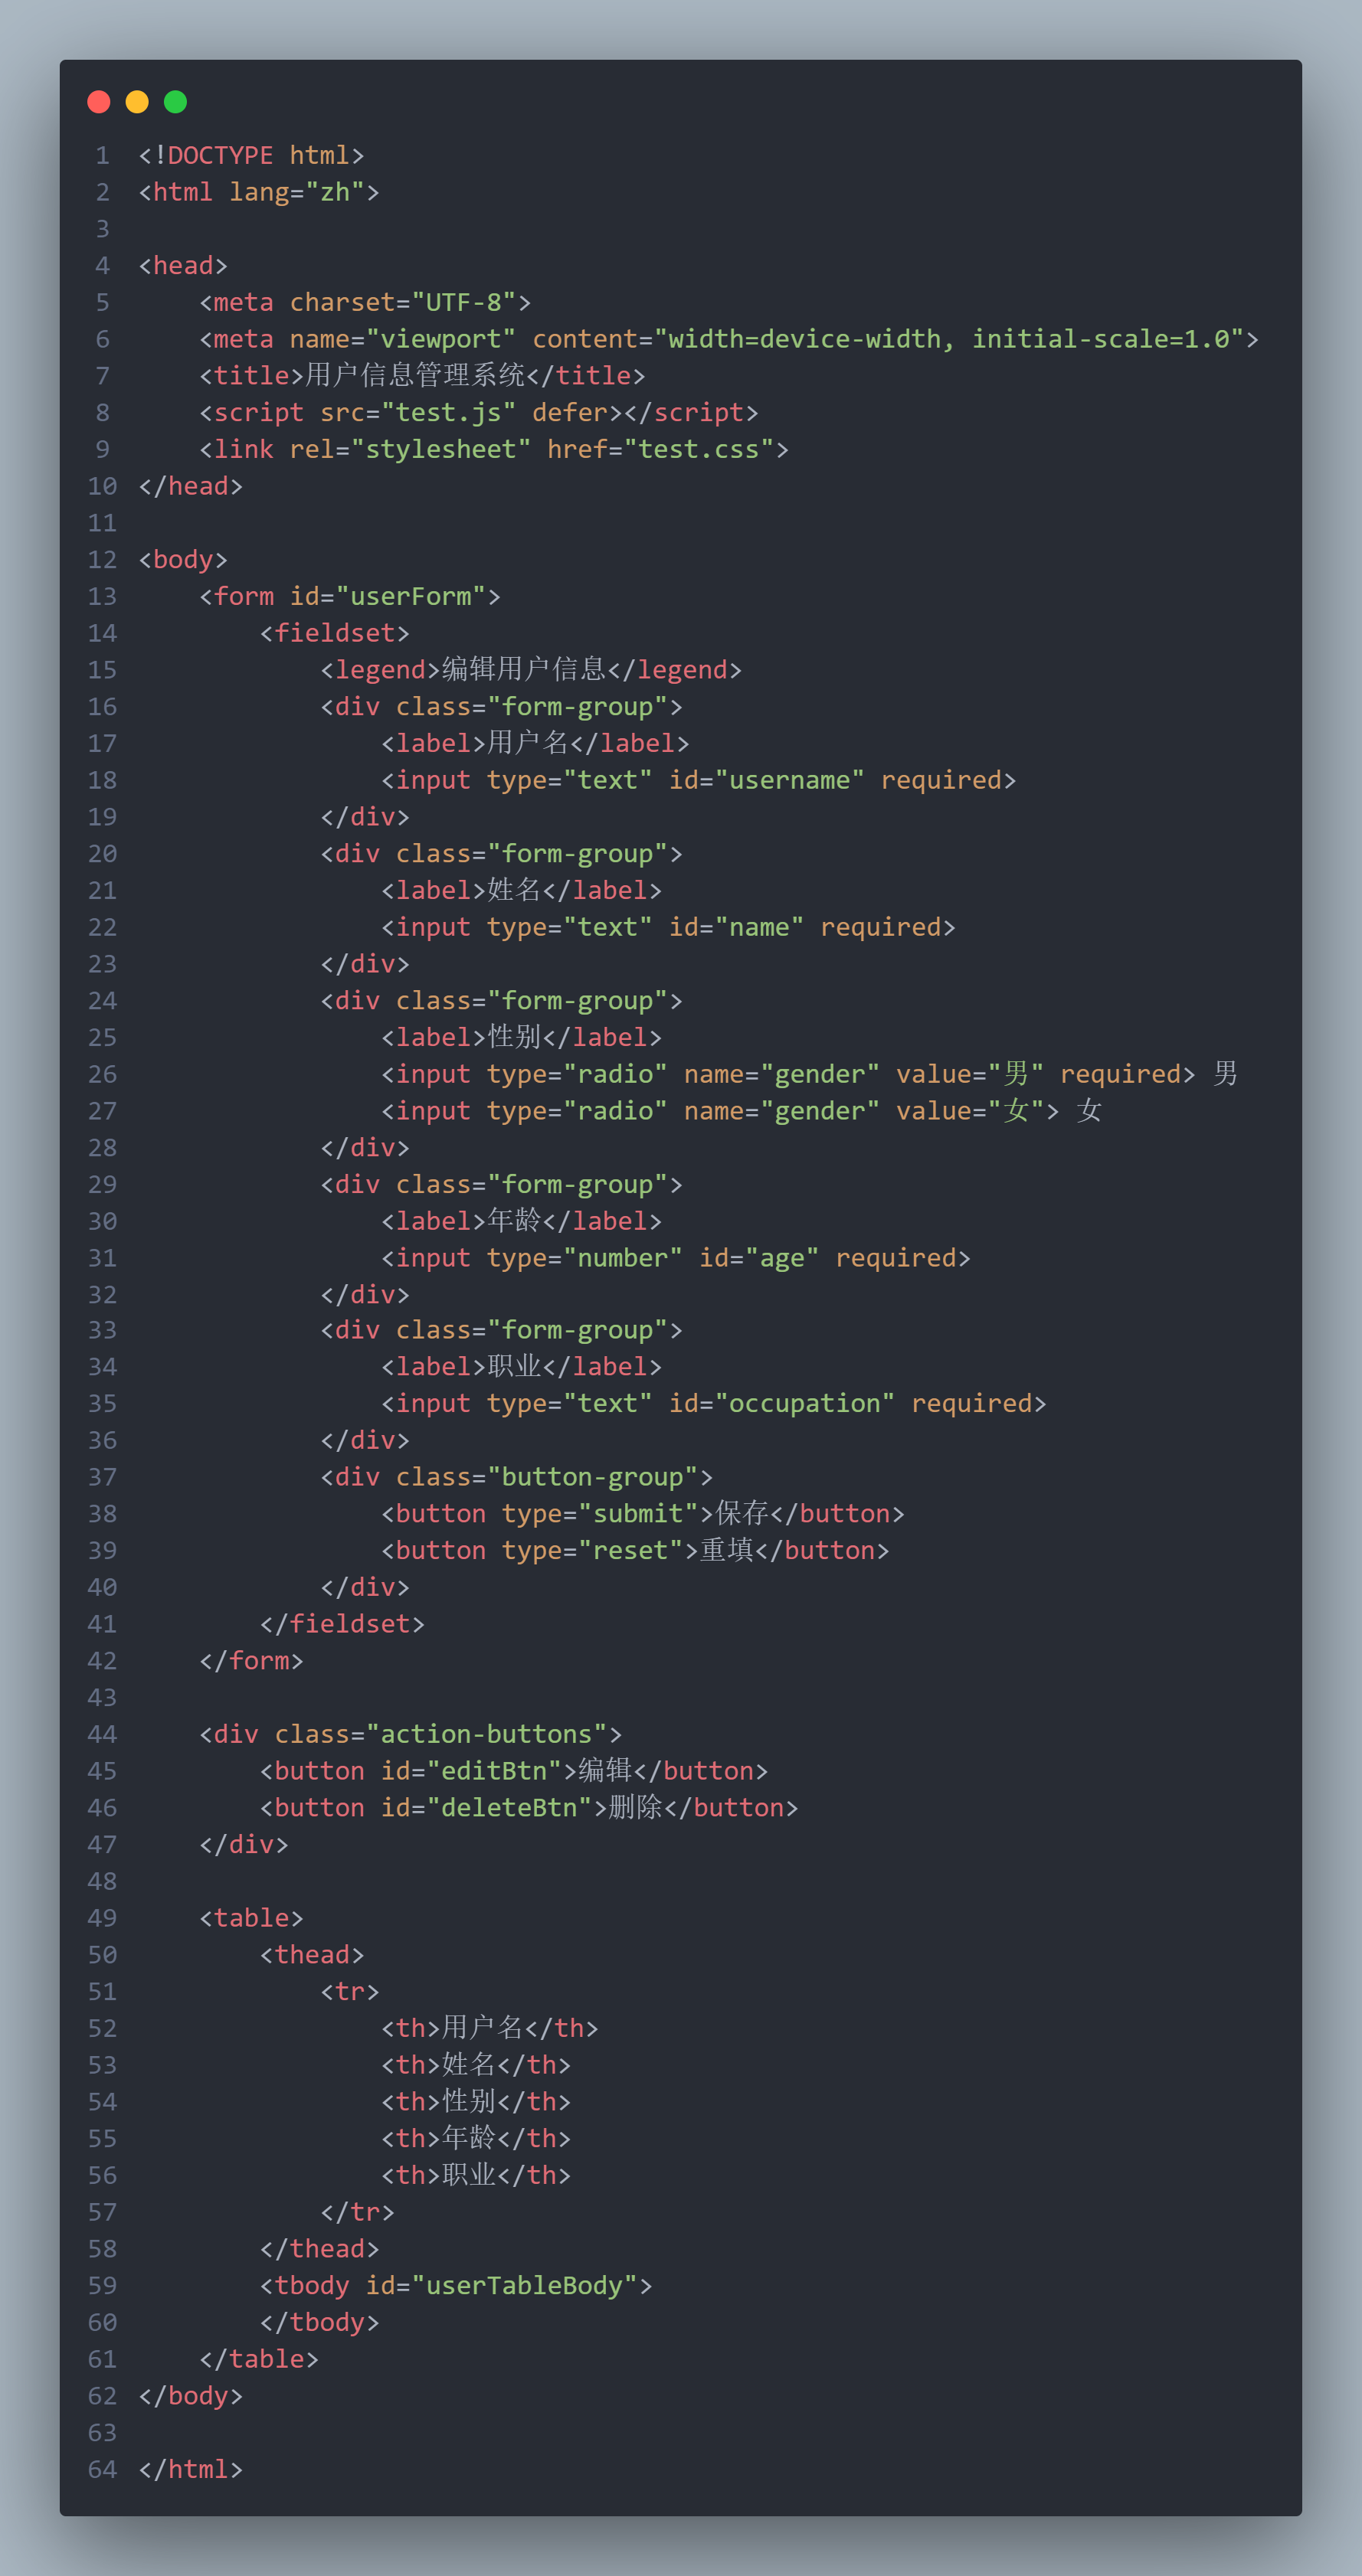 1 <!DOCTYPE html>
2 <html lang="zh">
3
4 <head>
5     <meta charset="UTF-8">
6     <meta name="viewport" content="width=device-width, initial-scale=1.0">
7     <title>用户信息管理系统</title>
8     <script src="test.js" defer></script>
9     <link rel="stylesheet" href="test.css">
10 </head>
11
12 <body>
13     <form id="userForm">
14         <fieldset>
15             <legend>编辑用户信息</legend>
16             <div class="form-group">
17                 <label>用户名</label>
18                 <input type="text" id="username" required>
19             </div>
20             <div class="form-group">
21                 <label>姓名</label>
22                 <input type="text" id="name" required>
23             </div>
24             <div class="form-group">
25                 <label>性别</label>
26                 <input type="radio" name="gender" value="男" required> 男
27                 <input type="radio" name="gender" value="女"> 女
28             </div>
29             <div class="form-group">
30                 <label>年龄</label>
31                 <input type="number" id="age" required>
32             </div>
33             <div class="form-group">
34                 <label>职业</label>
35                 <input type="text" id="occupation" required>
36             </div>
37             <div class="button-group">
38                 <button type="submit">保存</button>
39                 <button type="reset">重填</button>
40             </div>
41         </fieldset>
42     </form>
43
44     <div class="action-buttons">
45         <button id="editBtn">编辑</button>
46         <button id="deleteBtn">删除</button>
47     </div>
48
49     <table>
50         <thead>
51             <tr>
52                 <th>用户名</th>
53                 <th>姓名</th>
54                 <th>性别</th>
55                 <th>年龄</th>
56                 <th>职业</th>
57             </tr>
58         </thead>
59         <tbody id="userTableBody">
60         </tbody>
61     </table>
62 </body>
63
64 </html>